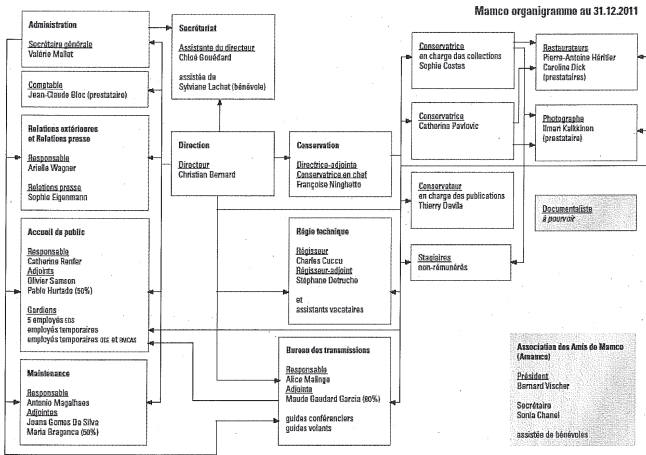 Mamco organigramme au 31.12.2011
Administration
Secrétaire générale
Valérie Mallet
Comptable
Jean-Claude Bloc (prestataire)
Relations extérieures
et Relations presse
Responsable
Arielle Wagner
Relations presse
Sophie Eigenmann
Accueil du public
Responsable
Catherine Renfer
Adjoints
Olivier Samson
Pablo Hurtado (50%)
Gardiens
5 employés
employés temporaires
employés temporaires et
Maintenance
Responsable
Antonio Magalhaes
Adjointes
Joana Gomes Da Silva
Maria Braganca (50%)
Secrétariat
Assistante du directeur
Chloé Gouédard
assistée de
Sylviane Lachat (bénévole)
Direction
Directeur
Christian Bernard
Conservation
Directrice-adjointe
Conservatrice en chef
Françoise Ninghetto
Régie technique
Régisseur
Charles Cuccu
Régisseur-adjoint
Stéphane Detruche
et
assistants vacataires
Bureau des transmissions
Responsable
Alice Malinge
Adjointe
Maude Gaudard Garcia (60%)
guides conférenciers
guides volants
Conservatrice
en charge des collections
Sophie Costes
Conservatrice
Catherine Pavlovic
Conservateur
en charge des publications
Thierry Davila
Stagiaires
non-rémunérés
Restaurateurs
Pierre-Antoine Héritier
Caroline Dick
(prestataires)
Photographe
Ilmari Kalkkinen
(prestataire)
Documentaliste
à pourvoir
Association des Amis de Mamco
(Amamco)
Président
Bernard Vischer
Secrétaire
Sonia Chanel
assistée de bénévoles